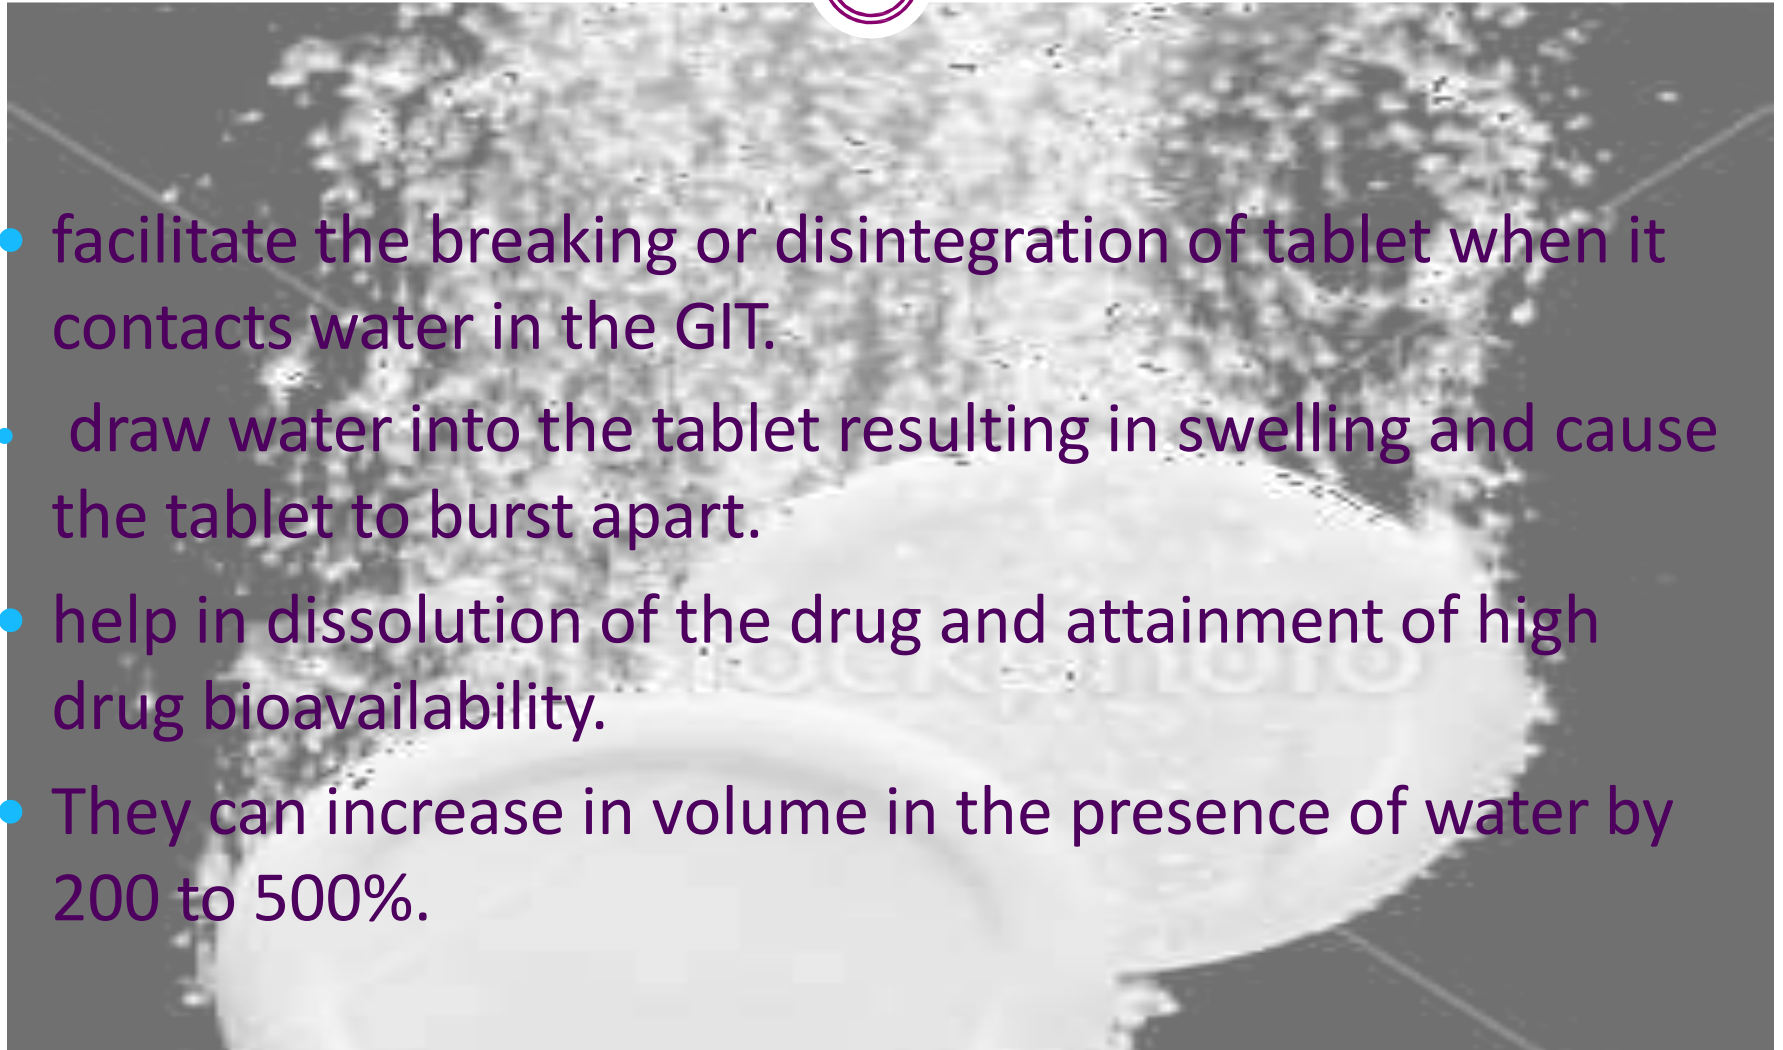 • facilitate the breaking or disintegration of tablet when it
contacts water in the GIT.
• draw water into the tablet resulting in swelling and cause
the tablet to burst apart.
• help in dissolution of the drug and attainment of high
drug bioavailability.
• They can increase in volume in the presence of water by
200 to 500%.